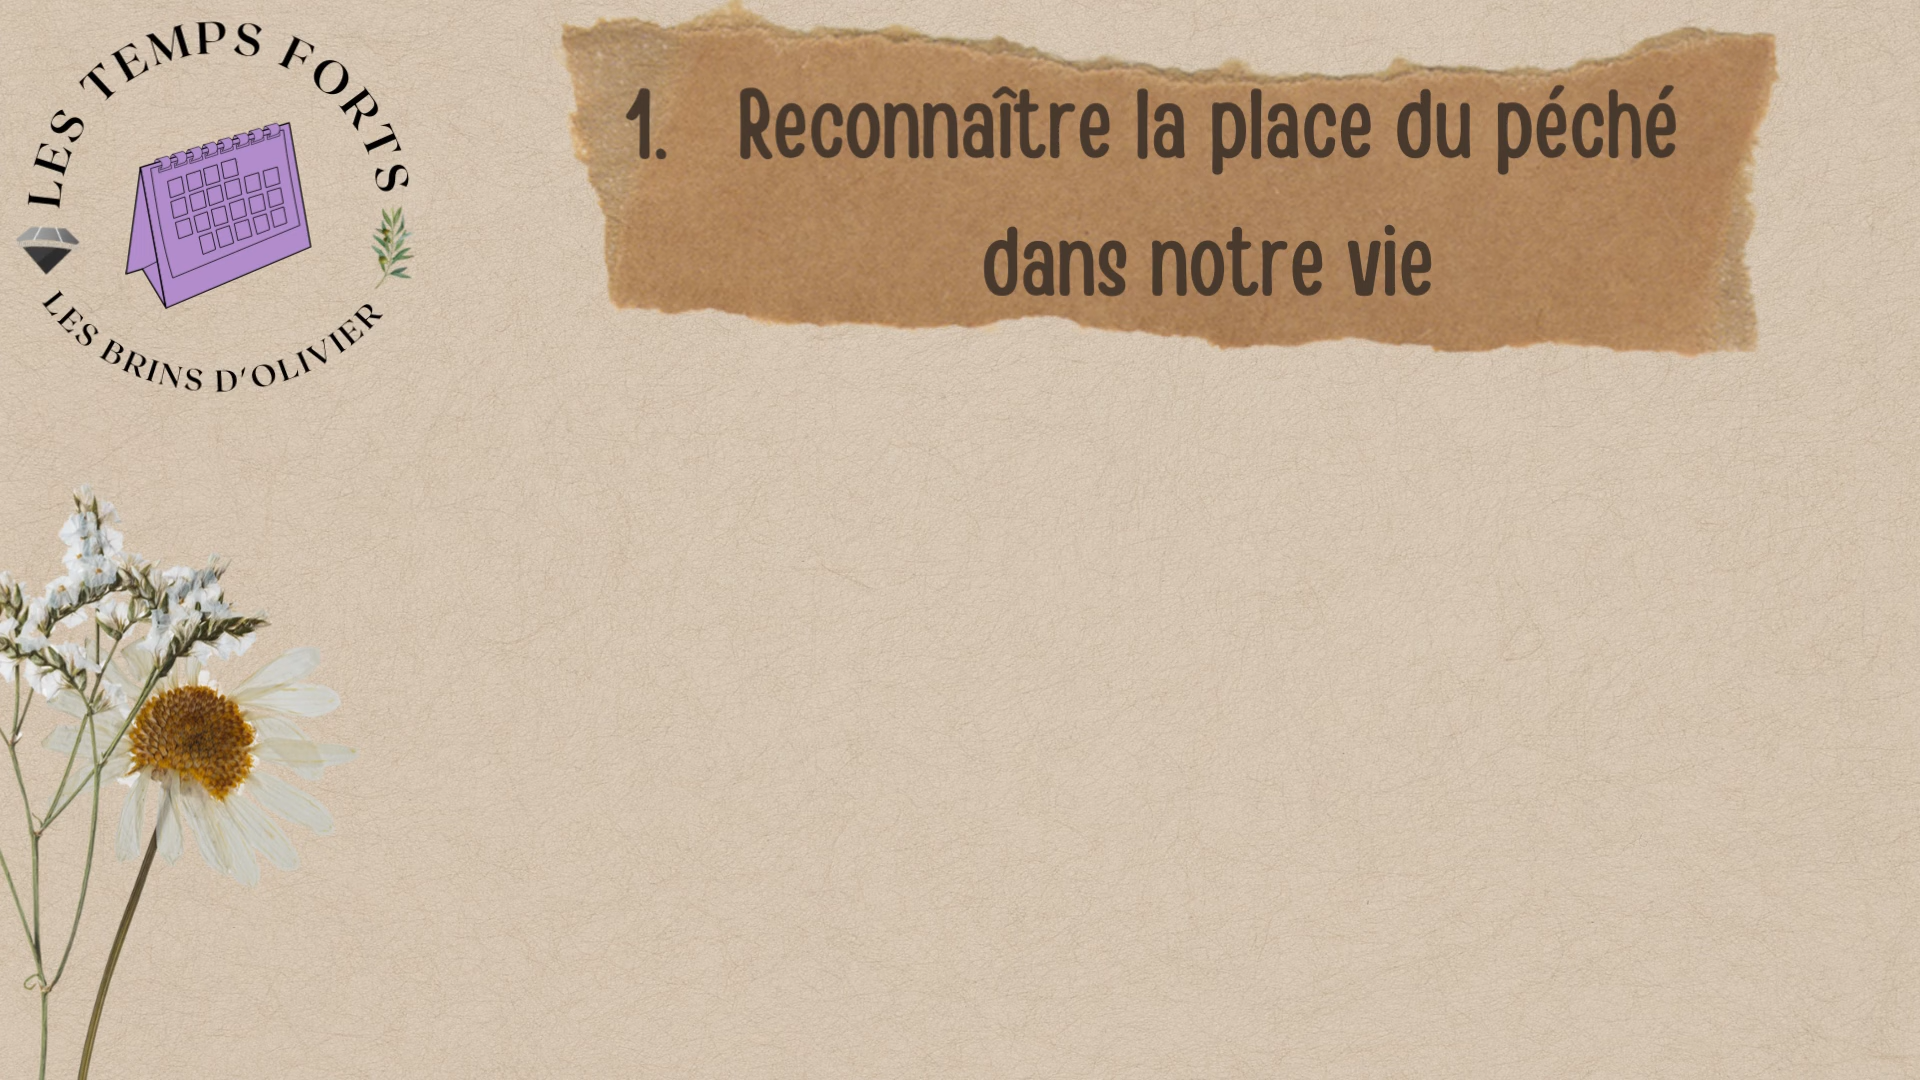 LES TEMPS FORTS
LES BRINS D'OLIVIER
1. Reconnaître la place du péché
dans notre vie